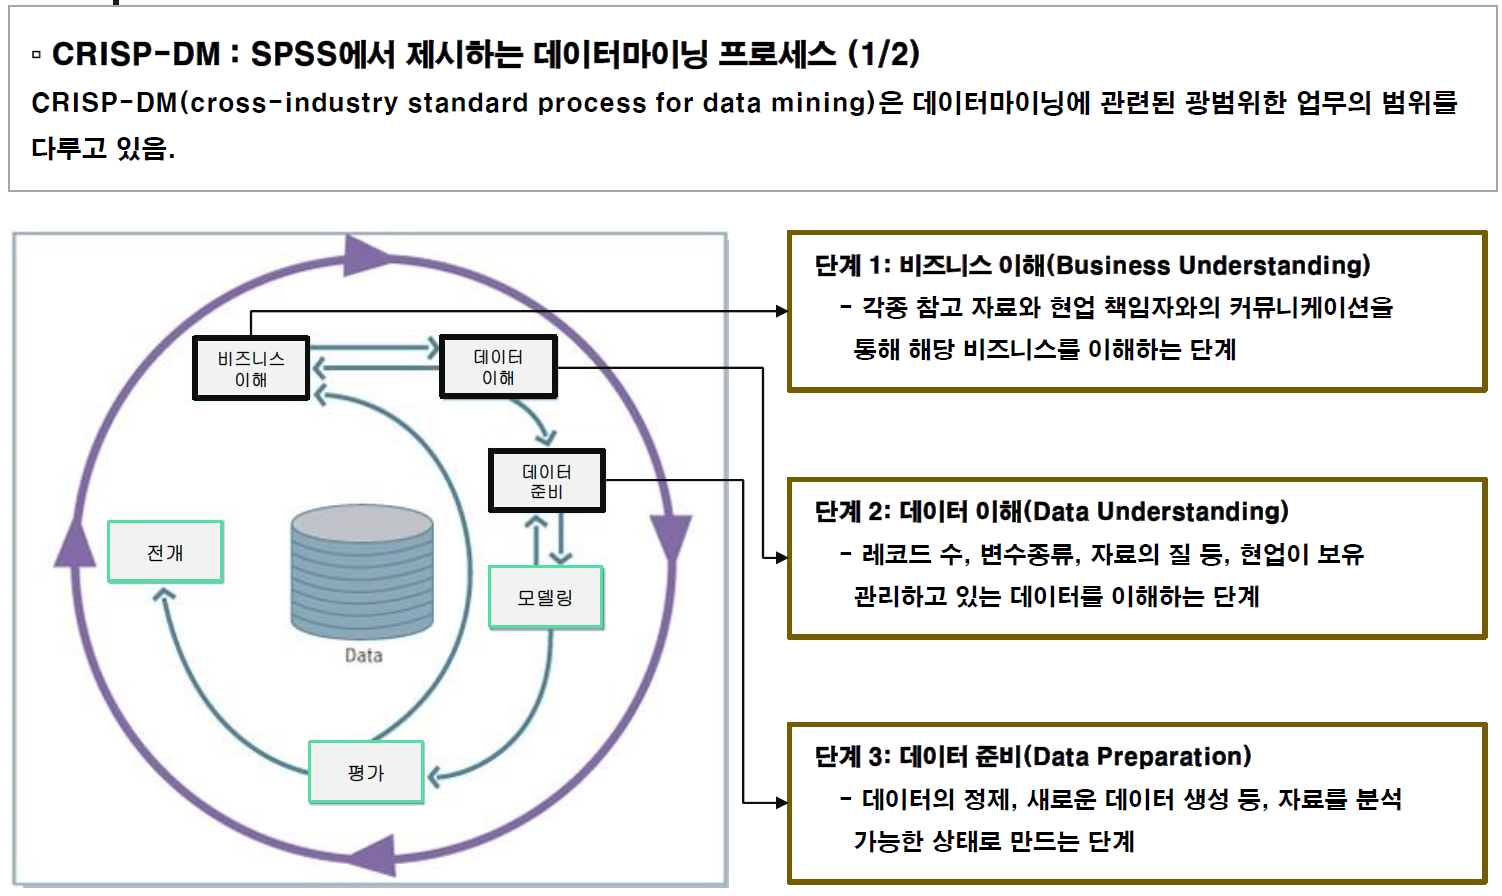 ▫ CRISP-DM : SPSS에서 제시하는 데이터마이닝 프로세스 (1/2)
CRISP-DM(cross-industry standard process for data mining)은 데이터마이닝에 관련된 광범위한 업무의 범위를
다루고 있음.
비즈니스
이해
데이터
이해
데이터
준비
전개
모델링
Data
평가
단계 1: 비즈니스 이해(Business Understanding)
- 각종 참고 자료와 현업 책임자와의 커뮤니케이션을
통해 해당 비즈니스를 이해하는 단계
단계 2: 데이터 이해(Data Understanding)
- 레코드 수, 변수종류, 자료의 질 등, 현업이 보유
관리하고 있는 데이터를 이해하는 단계
단계 3: 데이터 준비(Data Preparation)
- 데이터의 정제, 새로운 데이터 생성 등, 자료를 분석
가능한 상태로 만드는 단계